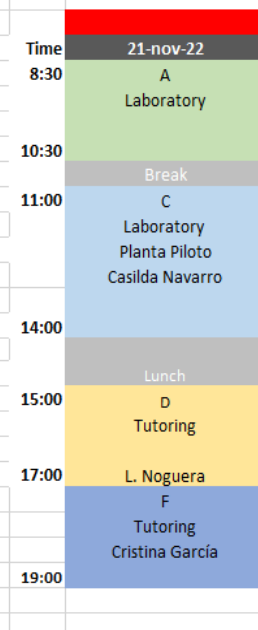 Time 21-nov-22
8:30 A
Laboratory
10:30
Break
11:00 C
Laboratory
Planta Piloto
Casilda Navarro
14:00
Lunch
15:00 D
Tutoring
17:00 L. Noguera
F
Tutoring
Cristina García
19:00